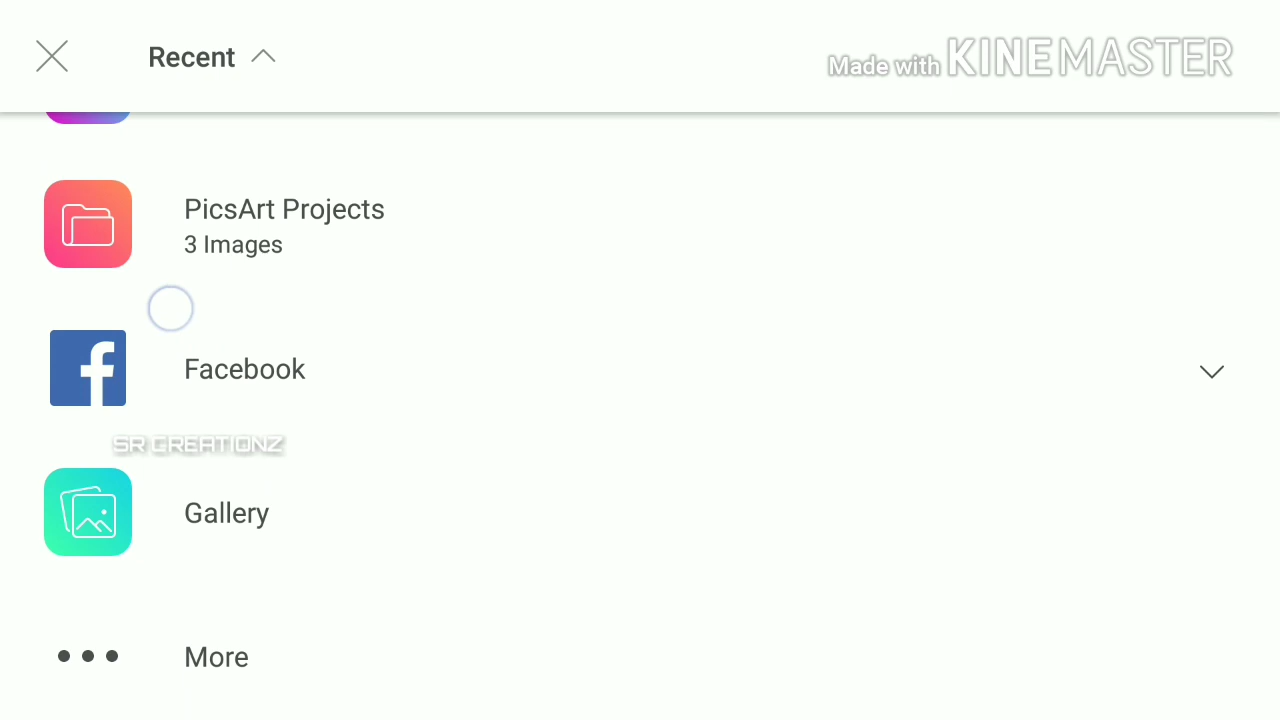 Recent
Made with KINEMASTER
PicsArt Projects
3 Images
Facebook
SR CREATIONZ
Gallery
More